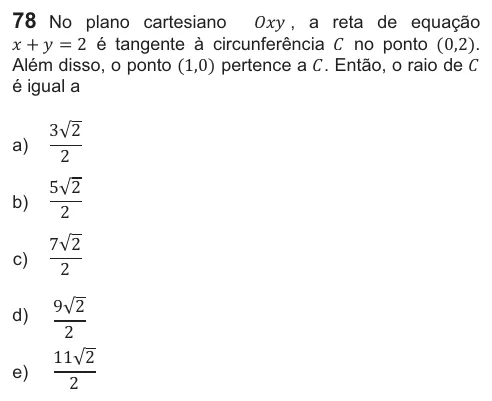 78 No plano cartesiano Oxy, a reta de equação
x + y = 2 é tangente à circunferência C no ponto (0,2).
Além disso, o ponto (1,0) pertence a C. Então, o raio de C
é igual a
a) 3√2/2
b) 5√2/2
c) 7√2/2
d) 9√2/2
e) 11√2/2